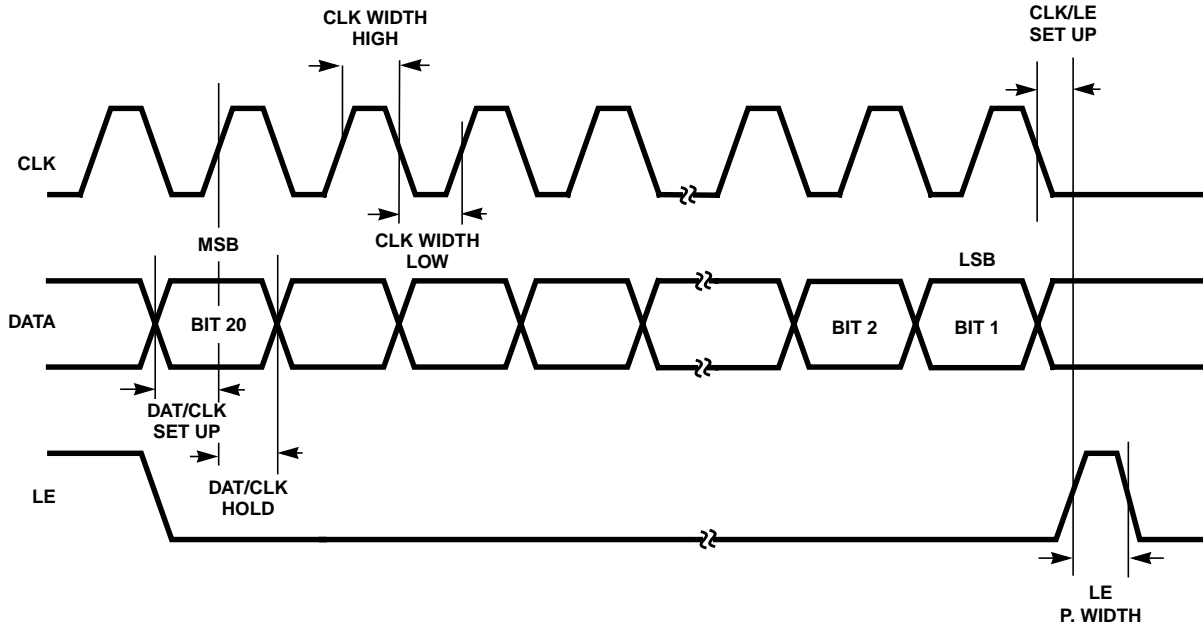 CLK WIDTH
HIGH
CLK/LE
SET UP
CLK
CLK WIDTH
LOW
MSB
LSB
DATA
BIT 20
BIT 2
BIT 1
DAT/CLK
SET UP
DAT/CLK
HOLD
LE
LE
P. WIDTH